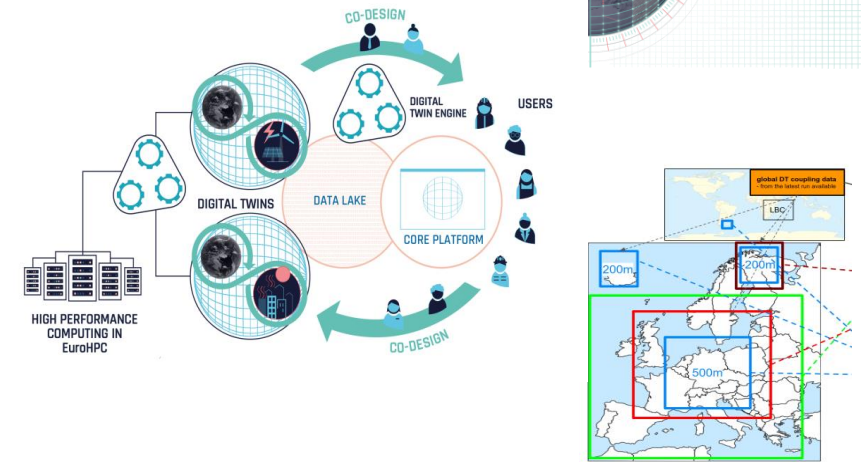 CO-DESIGN
DIGITAL
TWIN ENGINE
USERS
DIGITAL TWINS
DATA LAKE
CORE PLATFORM
HIGH PERFORMANCE
COMPUTING IN
EuroHPC
CO-DESIGN
global DT coupling data
- from the latest run available
LBC
200m
200m
500m